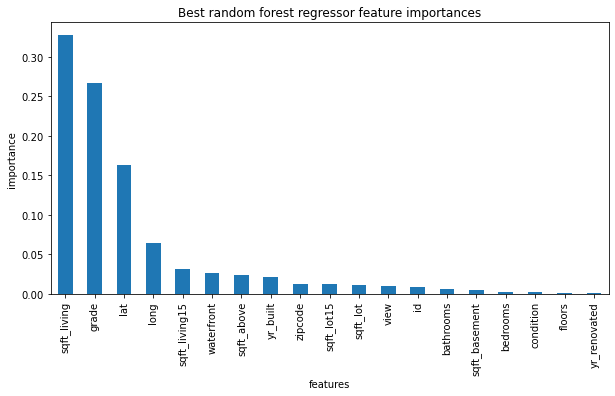 Best random forest regressor feature importances
importance
0.30
0.25
0.20
0.15
0.10
0.05
0.00
sqft_living
grade
lat
long
sqft_living15
waterfront
sqft_above
yr_built
zipcode
sqft_lot15
sqft_lot
view
id
bathrooms
sqft_basement
bedrooms
condition
floors
yr_renovated
features